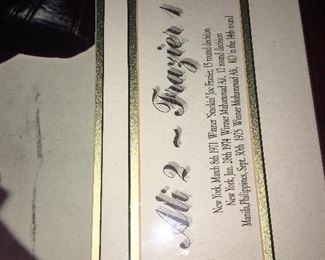 Ali 2 ~ Frazier 1
New York, March 8th 1971 Winner "Smokin" Joe Frazier, 15 round decision
New York, Jan. 28th 1974 Winner Muhammad Ali, 12 round decision
Manila, Philippines, Sept. 30th 1975 Winner Muhammad Ali, KO in the 14th round